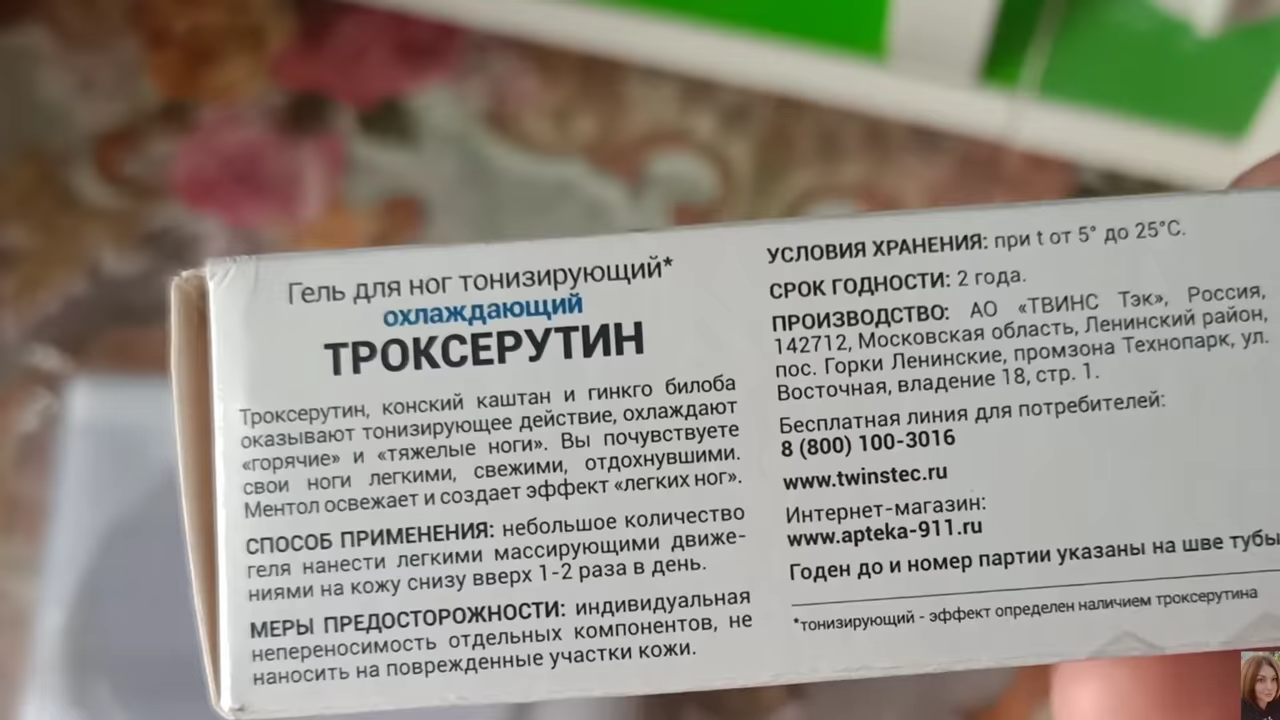 Гель для ног тонизирующий*
охлаждающий
ТРОКСЕРУТИН
Троксерутин, конский каштан и гинкго билоба
оказывают тонизирующее действие, охлаждают
«горячие» и «тяжелые ноги». Вы почувствуете
свои ноги легкими, свежими, отдохнувшими.
Ментол освежает и создает эффект «легких ног».
СПОСОБ ПРИМЕНЕНИЯ: небольшое количество
геля нанести легкими массирующими движе-
ниями на кожу снизу вверх 1-2 раза в день.
МЕРЫ ПРЕДОСТОРОЖНОСТИ: индивидуальная
непереносимость отдельных компонентов, не
наносить на поврежденные участки кожи.
УСЛОВИЯ ХРАНЕНИЯ: при t от 5° до 25°C.
СРОК ГОДНОСТИ: 2 года.
ПРОИЗВОДСТВО: АО «ТВИНС Тэк», Россия,
142712, Московская область, Ленинский район,
пос. Горки Ленинские, промзона Технопарк, ул.
Восточная, владение 18, стр. 1.
Бесплатная линия для потребителей:
8 (800) 100-3016
www.twinstec.ru
Интернет-магазин:
www.apteka-911.ru
Годен до и номер партии указаны на шве тубы
*тонизирующий - эффект определен наличием троксерутина